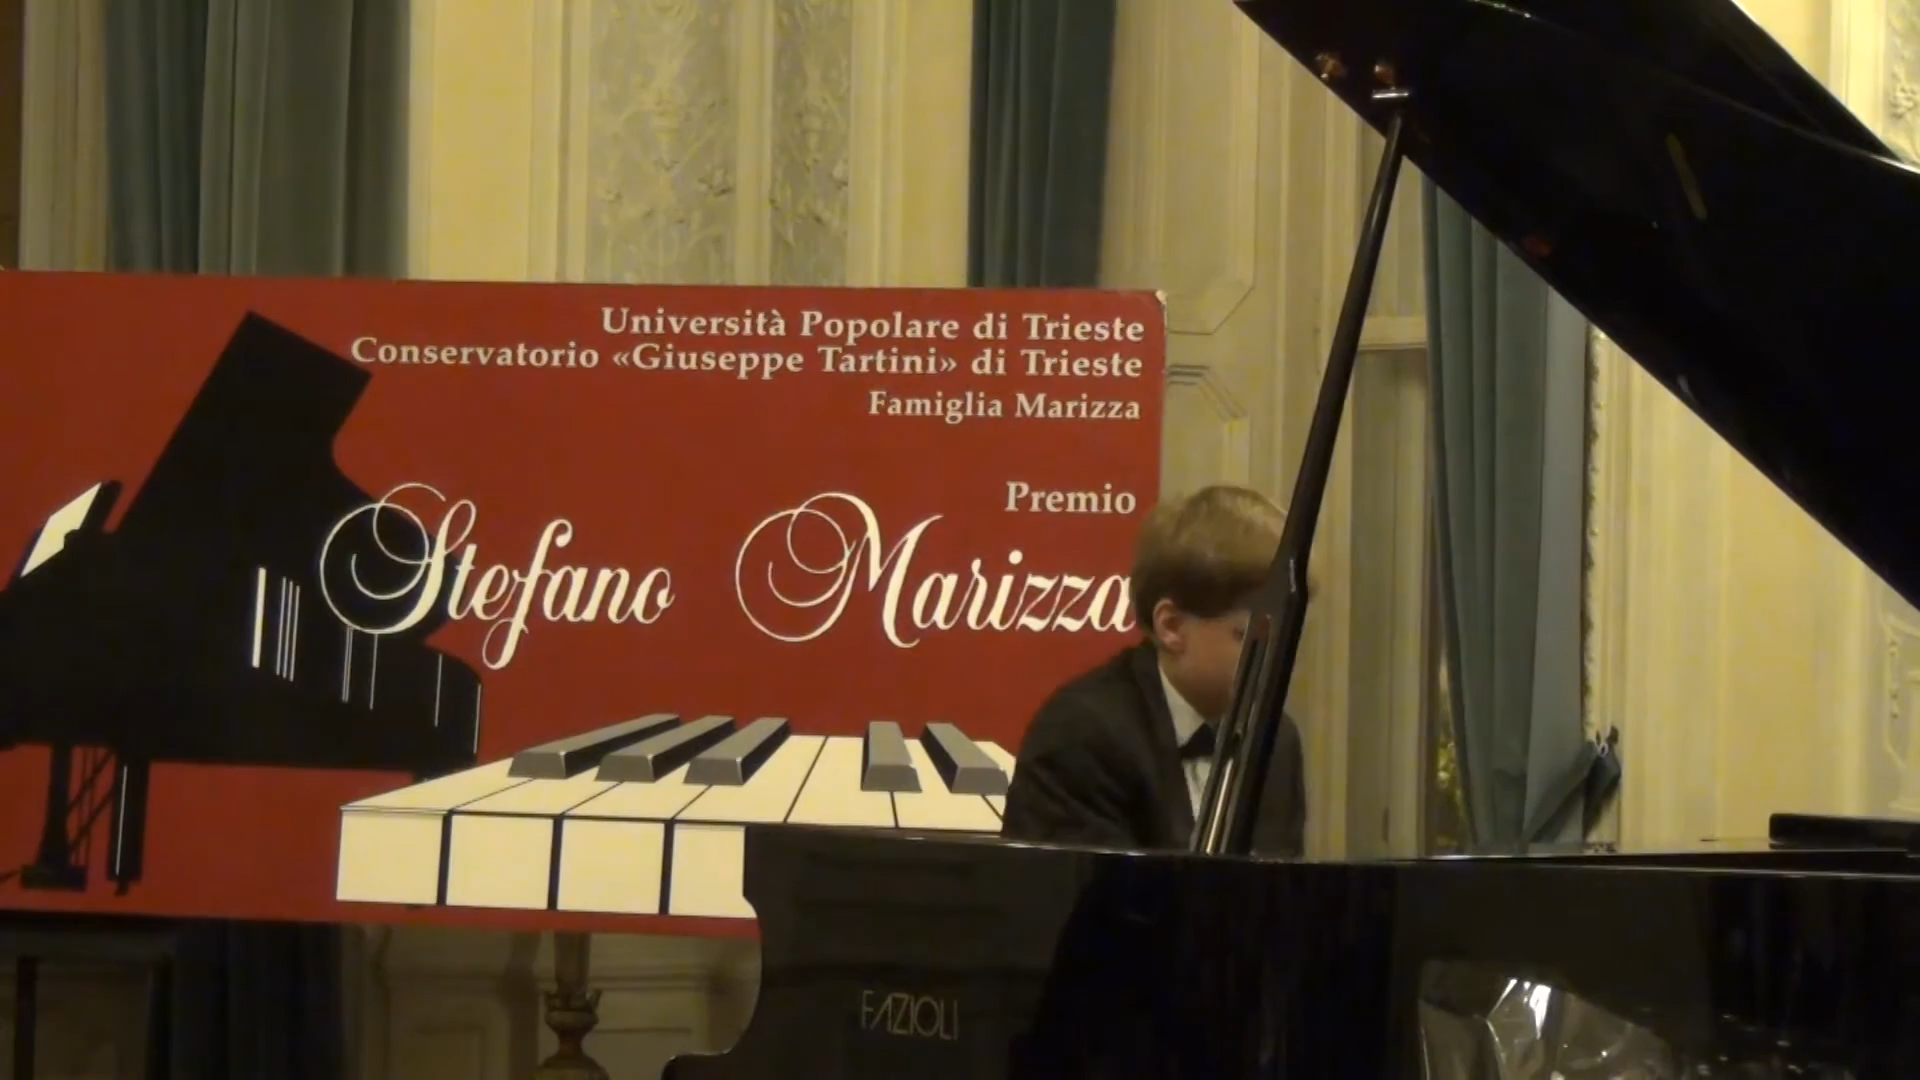 Università Popolare di Trieste
Conservatorio «Giuseppe Tartini» di Trieste
Famiglia Marizza
Premio
Stefano Marizza
FAZIOLI